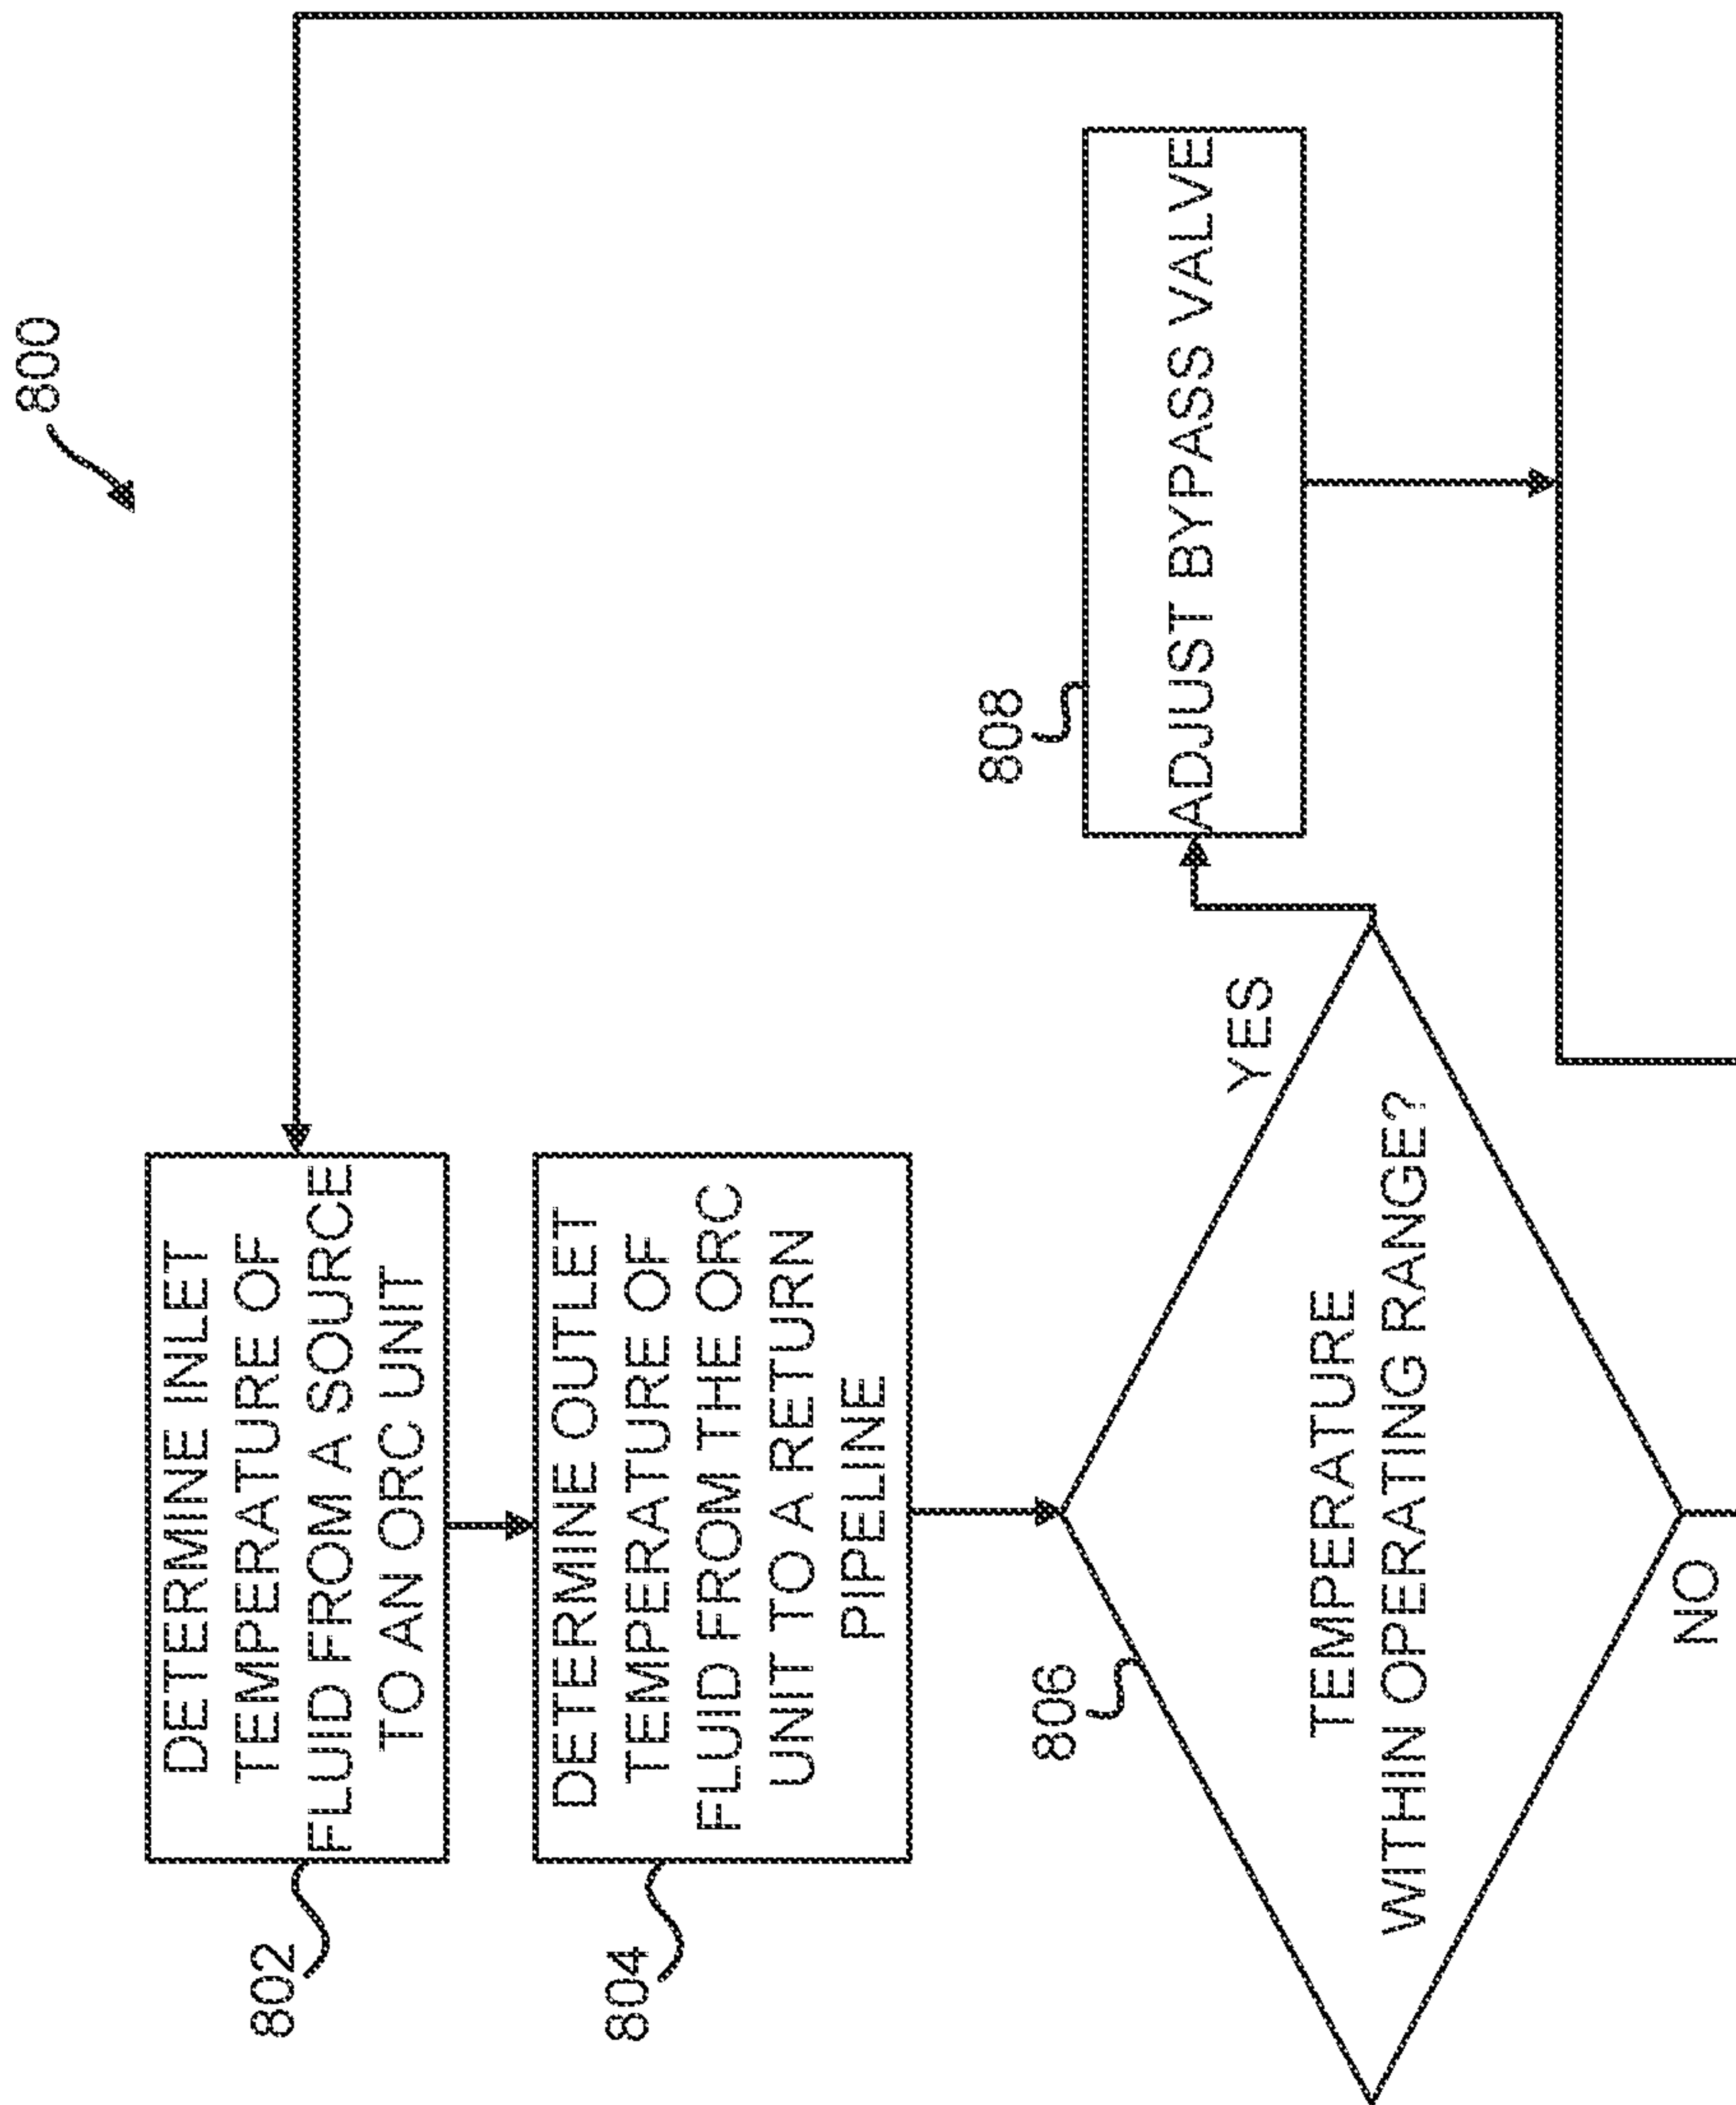 800
802
DETERMINE INLET
TEMPERATURE OF
FLUID FROM A SOURCE
TO AN ORC UNIT
804
DETERMINE OUTLET
TEMPERATURE OF
FLUID FROM THE ORC
UNIT TO A RETURN
PIPELINE
806
TEMPERATURE
WITHIN OPERATING RANGE?
YES
808
ADJUST BYPASS VALVE
NO